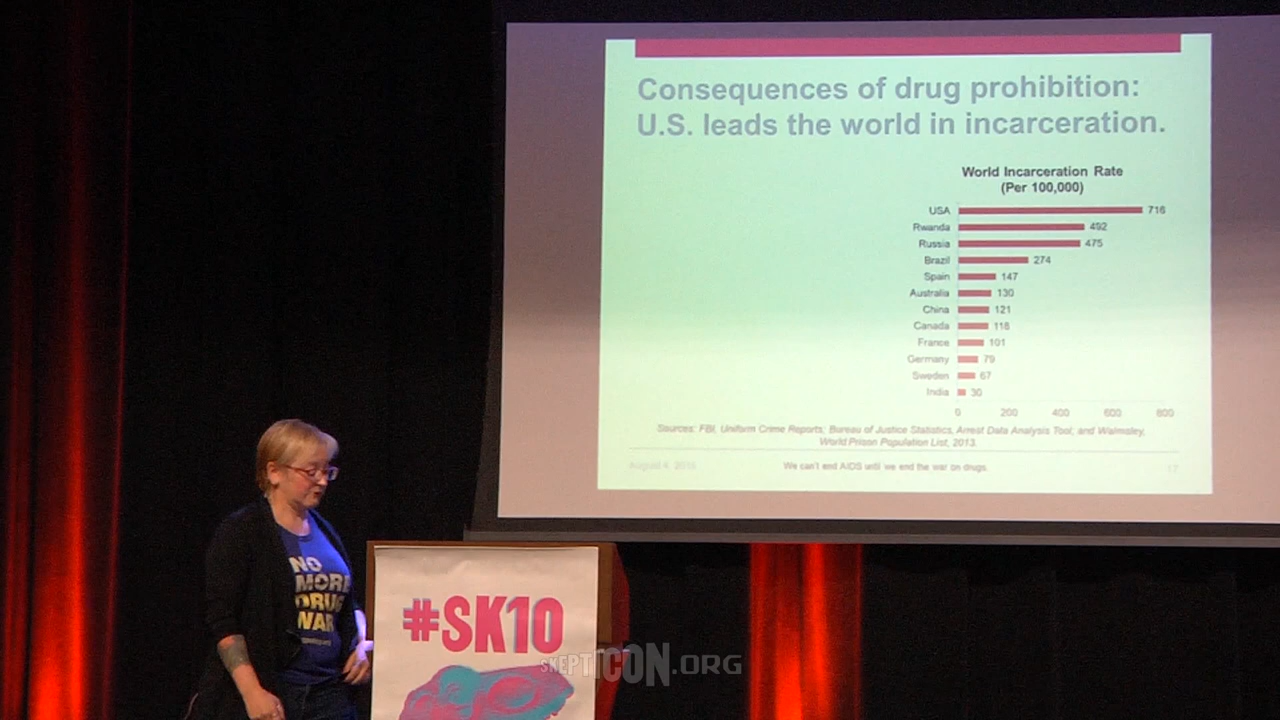 Consequences of drug prohibition:
U.S. leads the world in incarceration.
World Incarceration Rate
(Per 100,000)
USA 716
Rwanda 492
Russia 475
Brazil 274
Spain 147
Australia 130
China 121
Canada 118
France 101
Germany 79
Sweden 67
India 30
0 200 400 600 800
Sources: FBI, Uniform Crime Reports; Bureau of Justice Statistics, Arrest Data Analysis Tool; and Walmsley,
World Prison Population List, 2013.
We can't end AIDS until we end the war on drugs.
17
NO
MORE
DRUG
WAR
#SK10
SKEPTICON.ORG